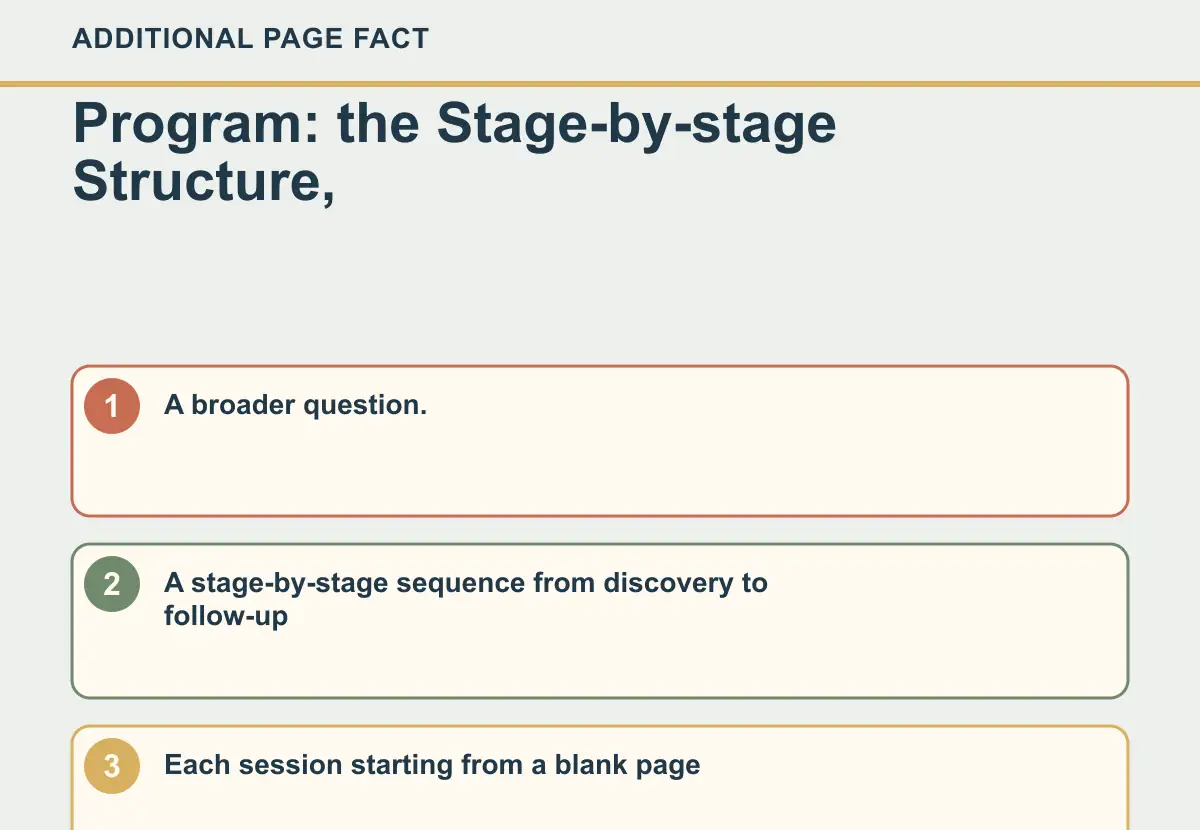 ADDITIONAL PAGE FACT
Program: the Stage-by-stage
Structure,
1
A broader question.
2
A stage-by-stage sequence from discovery to
follow-up
3
Each session starting from a blank page